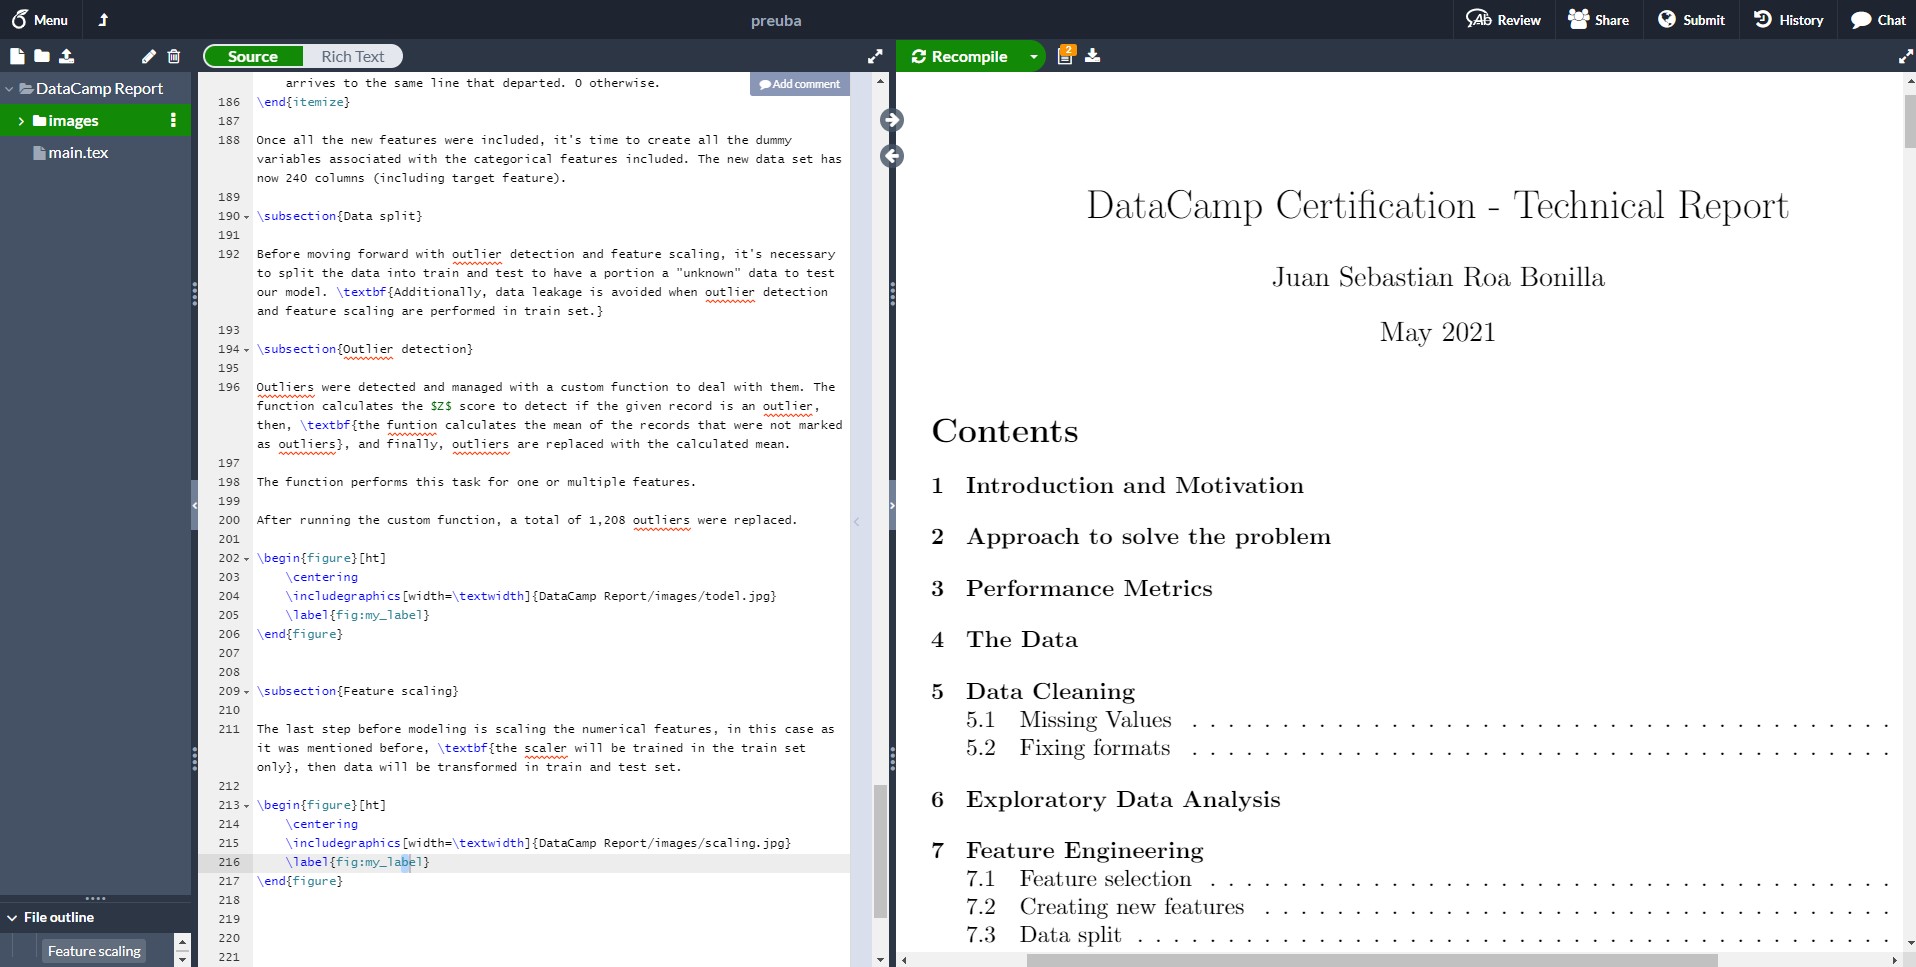 Menu
preuba
Review
Share
Submit
History
Chat
Source
Rich Text
Recompile
2
DataCamp Report
images
main.tex
File outline
Feature scaling
Add comment
arrives to the same line that departed. 0 otherwise.
186 \end{itemize}
187
188 Once all the new features were included, it's time to create all the dummy
variables associated with the categorical features included. The new data set has
now 240 columns (including target feature).
189
190 \subsection{Data split}
191
192 Before moving forward with outlier detection and feature scaling, it's necessary
to split the data into train and test to have a portion a "unknown" data to test
our model. \textbf{Additionally, data leakage is avoided when outlier detection
and feature scaling are performed in train set.}
193
194 \subsection{Outlier detection}
195
196 Outliers were detected and managed with a custom function to deal with them. The
function calculates the $Z$ score to detect if the given record is an outlier,
then, \textbf{the funtion calculates the mean of the records that were not marked
as outliers}, and finally, outliers are replaced with the calculated mean.
197
198 The function performs this task for one or multiple features.
199
200 After running the custom function, a total of 1,208 outliers were replaced.
201
202 \begin{figure}[ht]
203 \centering
204 \includegraphics[width=\textwidth]{DataCamp Report/images/todel.jpg}
205 \label{fig:my_label}
206 \end{figure}
207
208
209 \subsection{Feature scaling}
210
211 The last step before modeling is scaling the numerical features, in this case as
it was mentioned before, \textbf{the scaler will be trained in the train set
only}, then data will be transformed in train and test set.
212
213 \begin{figure}[ht]
214 \centering
215 \includegraphics[width=\textwidth]{DataCamp Report/images/scaling.jpg}
216 \label{fig:my_label}
217 \end{figure}
218
219
220
221
DataCamp Certification - Technical Report
Juan Sebastian Roa Bonilla
May 2021
Contents
1 Introduction and Motivation
2 Approach to solve the problem
3 Performance Metrics
4 The Data
5 Data Cleaning
5.1 Missing Values . . . . . . . . . . . . . . . . . . . . . . . . . . . . . . . . . . . . . . .
5.2 Fixing formats . . . . . . . . . . . . . . . . . . . . . . . . . . . . . . . . . . . . . . .
6 Exploratory Data Analysis
7 Feature Engineering
7.1 Feature selection . . . . . . . . . . . . . . . . . . . . . . . . . . . . . . . . . . . . . .
7.2 Creating new features . . . . . . . . . . . . . . . . . . . . . . . . . . . . . . . . . . .
7.3 Data split . . . . . . . . . . . . . . . . . . . . . . . . . . . . . . . . . . . . . . . . . .